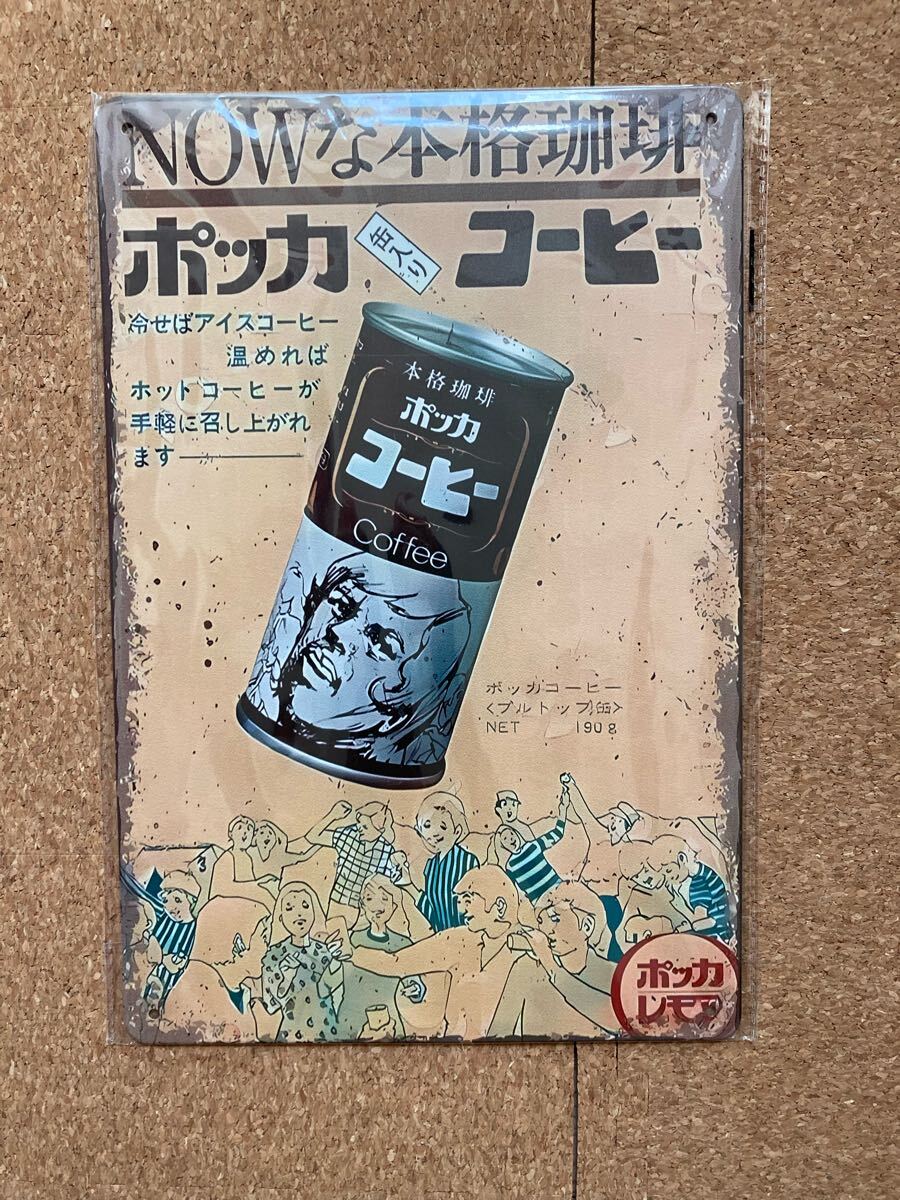 NOWな本格珈琲
ポッカ
缶入り
コーヒー
冷せばアイスコーヒー
温めれば
ホットコーヒーが
手軽に召し上がれ
ます
本格珈琲
ポッカ
コーヒー
Coffee
ポッカコーヒー
<プルトップ缶>
NET 190g
ポッカ
レモン